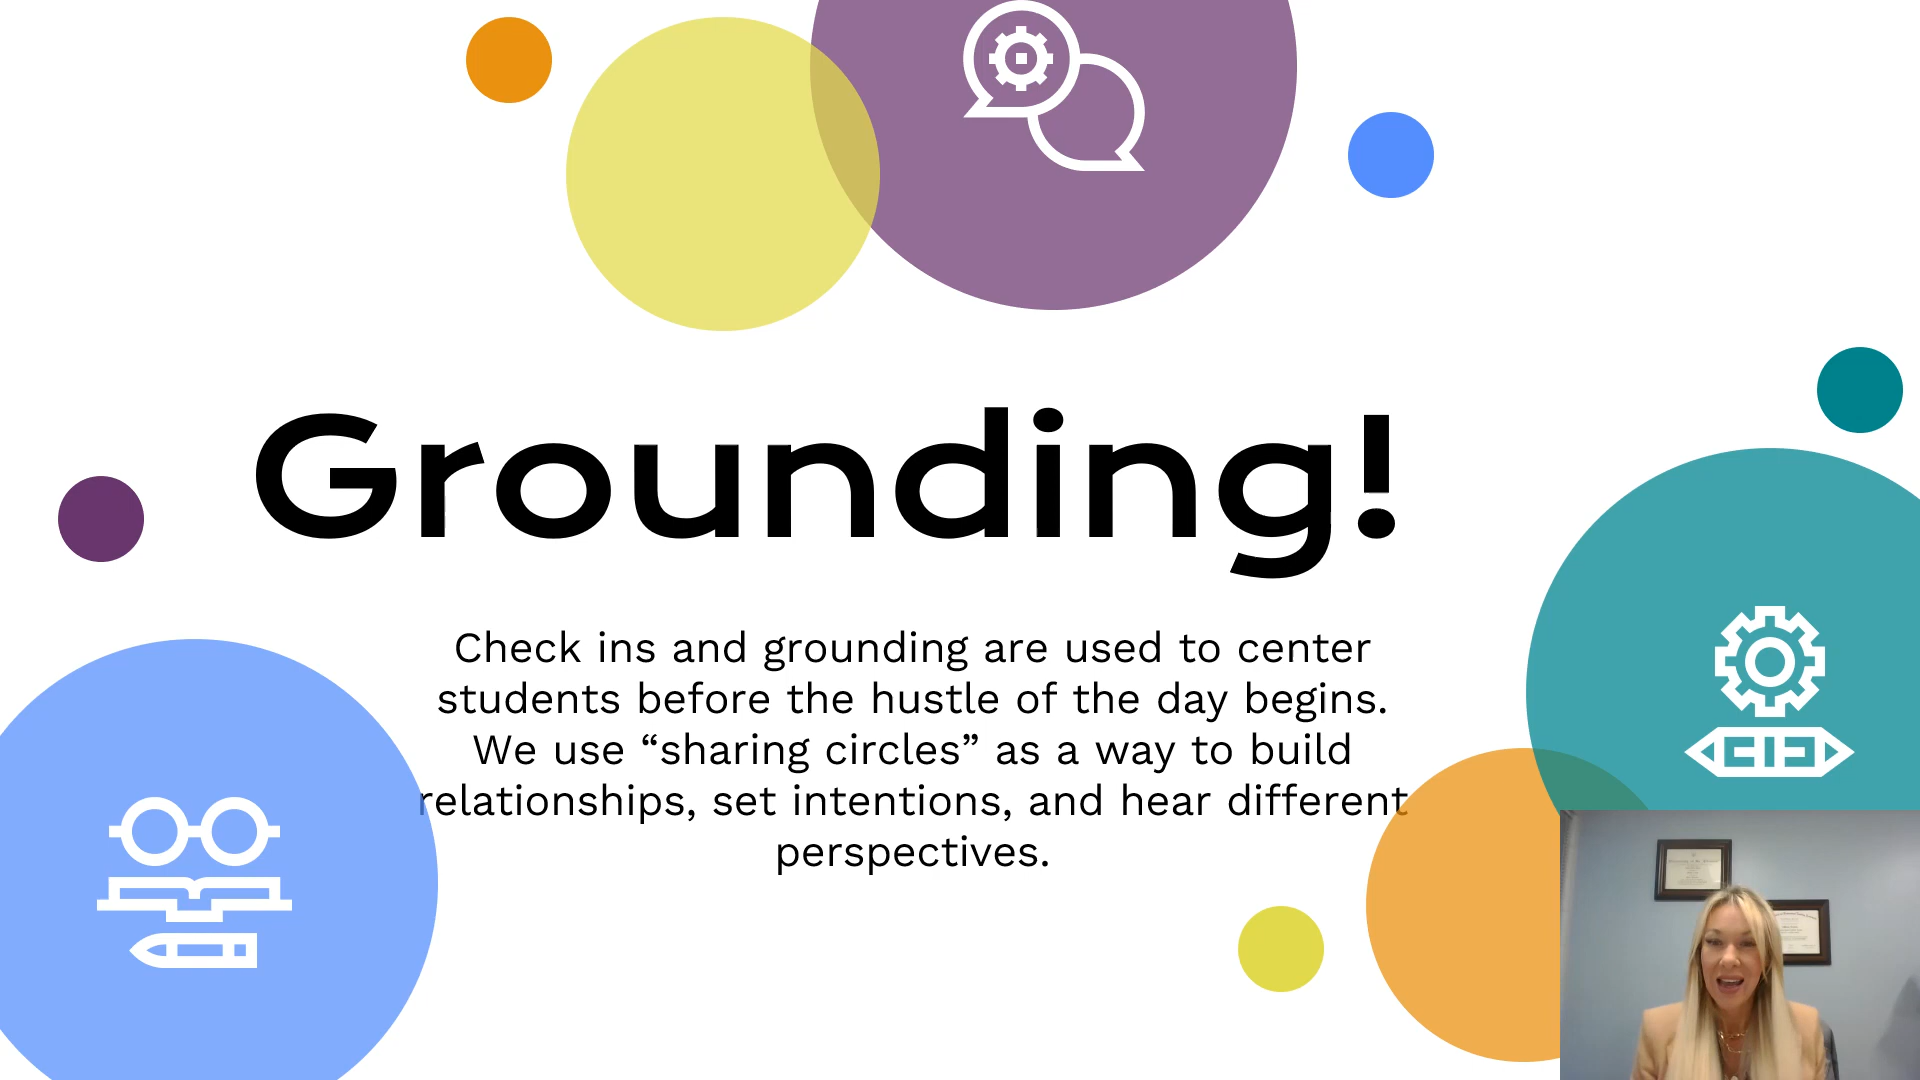 Grounding!
Check ins and grounding are used to center
students before the hustle of the day begins.
We use “sharing circles” as a way to build
relationships, set intentions, and hear different
perspectives.